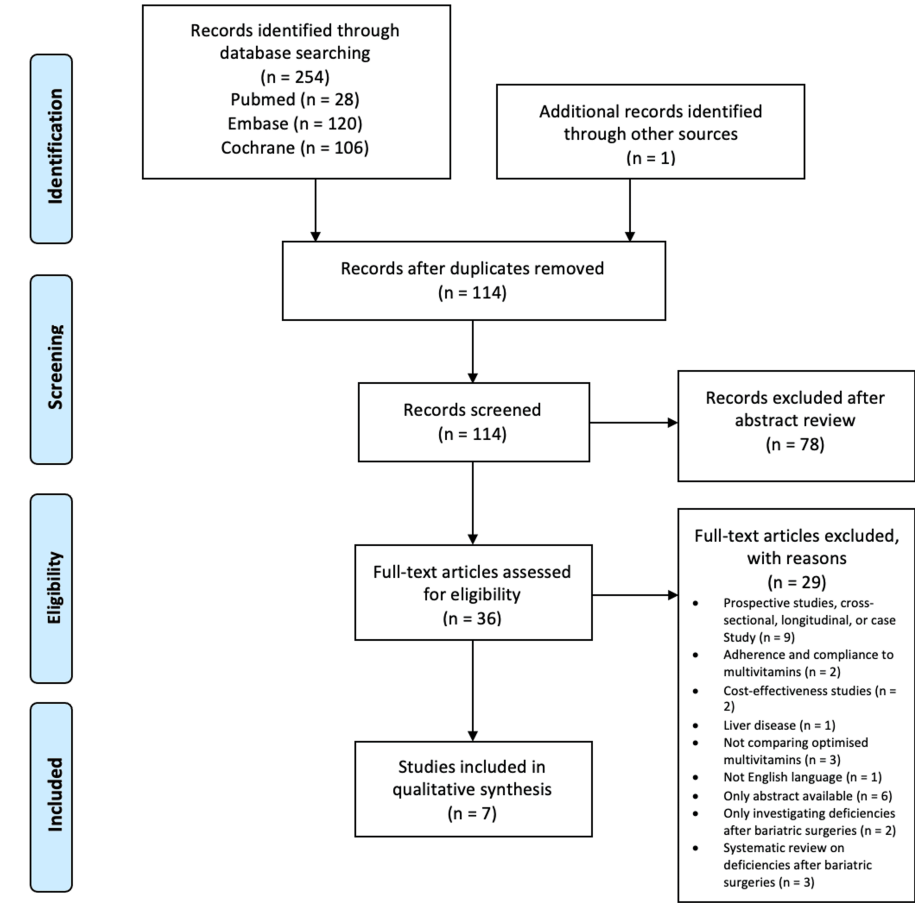 Identification
Records identified through
database searching
(n = 254)
Pubmed (n = 28)
Embase (n = 120)
Cochrane (n = 106)
Additional records identified
through other sources
(n = 1)
Records after duplicates removed
(n = 114)
Screening
Records screened
(n = 114)
Records excluded after
abstract review
(n = 78)
Eligibility
Full-text articles assessed
for eligibility
(n = 36)
Full-text articles excluded,
with reasons
(n = 29)
• Prospective studies, cross-
sectional, longitudinal, or case
Study (n = 9)
• Adherence and compliance to
multivitamins (n = 2)
• Cost-effectiveness studies (n =
2)
• Liver disease (n = 1)
• Not comparing optimised
multivitamins (n = 3)
• Not English language (n = 1)
• Only abstract available (n = 6)
• Only investigating deficiencies
after bariatric surgeries (n = 2)
• Systematic review on
deficiencies after bariatric
surgeries (n = 3)
Included
Studies included in
qualitative synthesis
(n = 7)